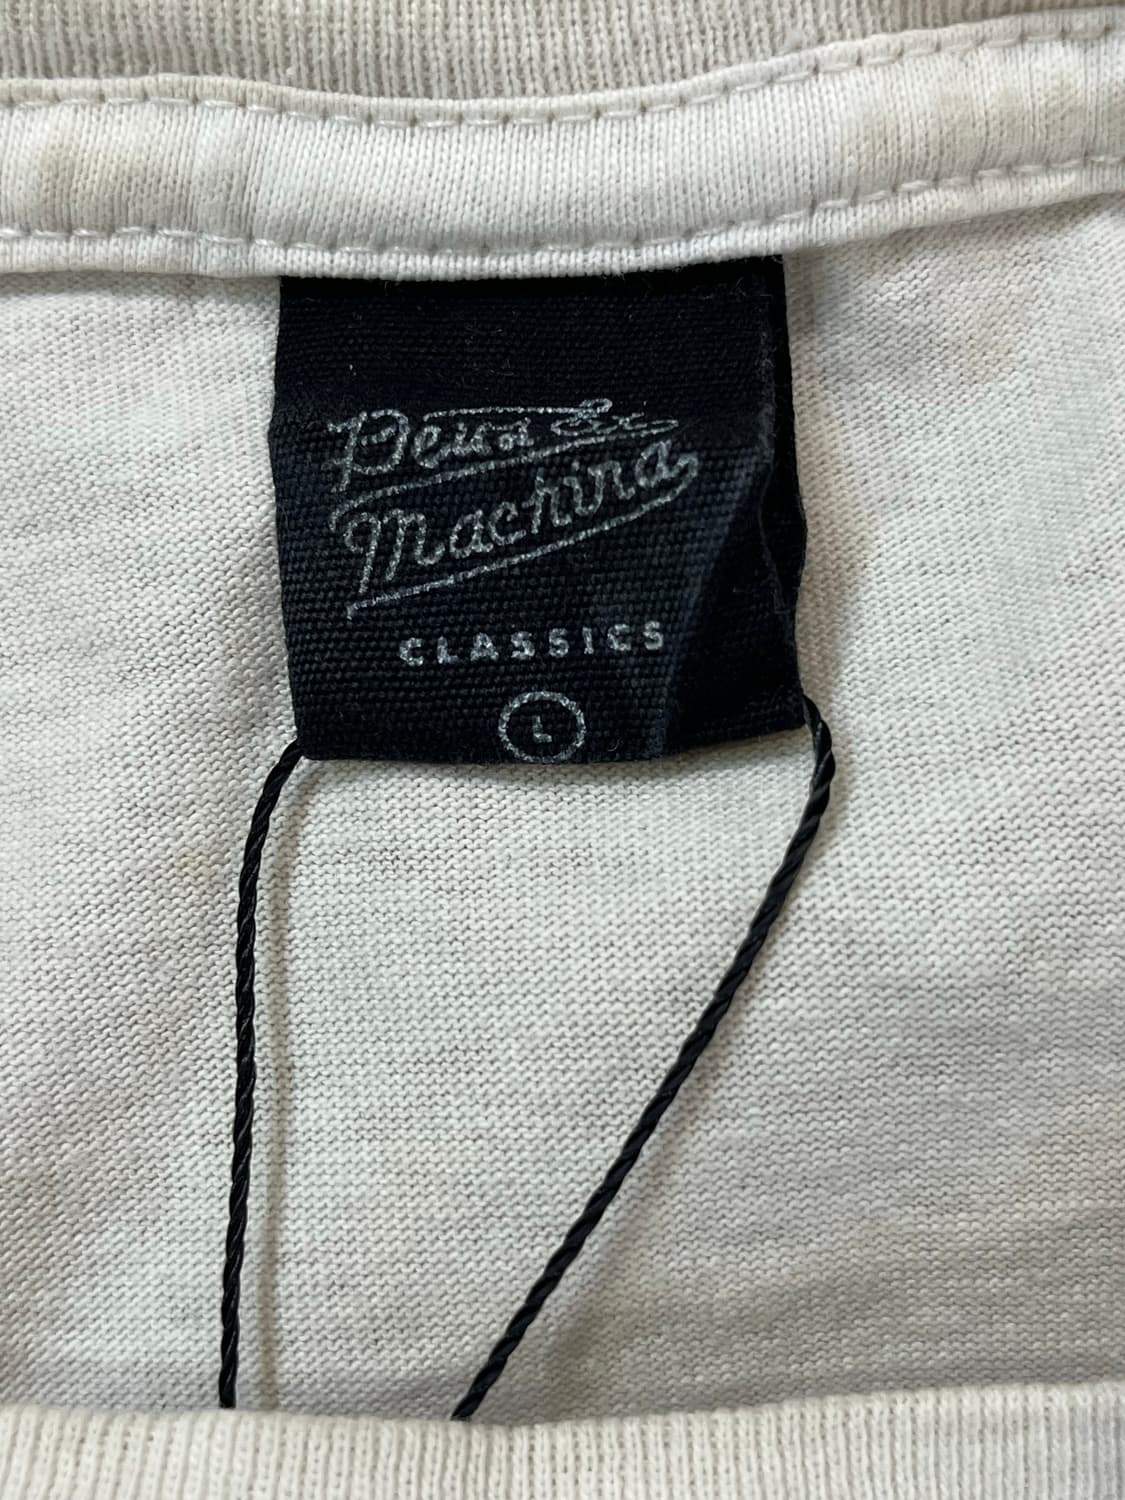 Deus Ex
Machina
CLASSICS
L